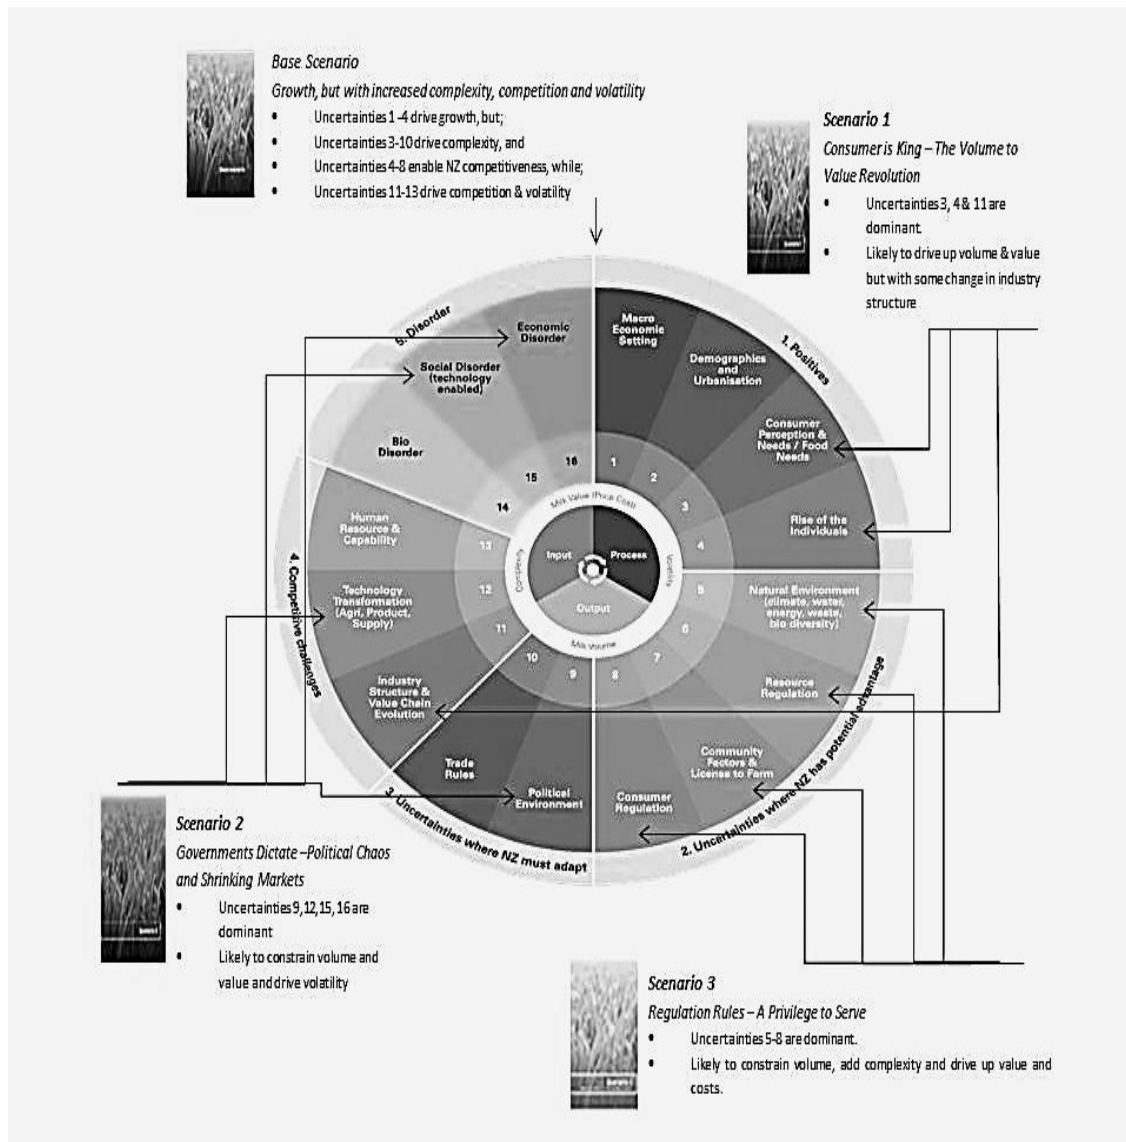 Base Scenario
Growth, but with increased complexity, competition and volatility
• Uncertainties 1-4 drive growth, but;
• Uncertainties 3-10 drive complexity, and
• Uncertainties 4-8 enable NZ competitiveness, while;
• Uncertainties 11-13 drive competition & volatility
Scenario 1
Consumer is King – The Volume to
Value Revolution
• Uncertainties 3, 4 & 11 are
dominant.
• Likely to drive up volume & value
but with some change in industry
structure
1. Positives
Macro
Economic
Setting
Demographics
and
Urbanisation
Consumer
Perception &
Needs / Food
Needs
Rise of the
Individuals
2. Uncertainties where NZ has potential advantage
Natural Environment
(climate, water,
energy, waste,
bio diversity)
Resource
Regulation
Community
Factors &
License to Farm
Consumer
Regulation
3. Uncertainties where NZ must adapt
Political
Environment
Trade
Rules
4. Competitive challenges
Industry
Structure &
Value Chain
Evolution
Technology
Transformation
(Agri, Product,
Supply)
Human
Resource &
Capability
5. Disorder
Bio
Disorder
Social Disorder
(technology
enabled)
Economic
Disorder
1
2
3
4
5
6
7
8
9
10
11
12
13
14
15
16
Milk Value (Price Cost)
Volatility
Milk Volume
Complexity
Input
Process
Output
Scenario 2
Governments Dictate – Political Chaos
and Shrinking Markets
• Uncertainties 9,12,15, 16 are
dominant
• Likely to constrain volume and
value and drive volatility
Scenario 3
Regulation Rules – A Privilege to Serve
• Uncertainties 5-8 are dominant.
• Likely to constrain volume, add complexity and drive up value and
costs.